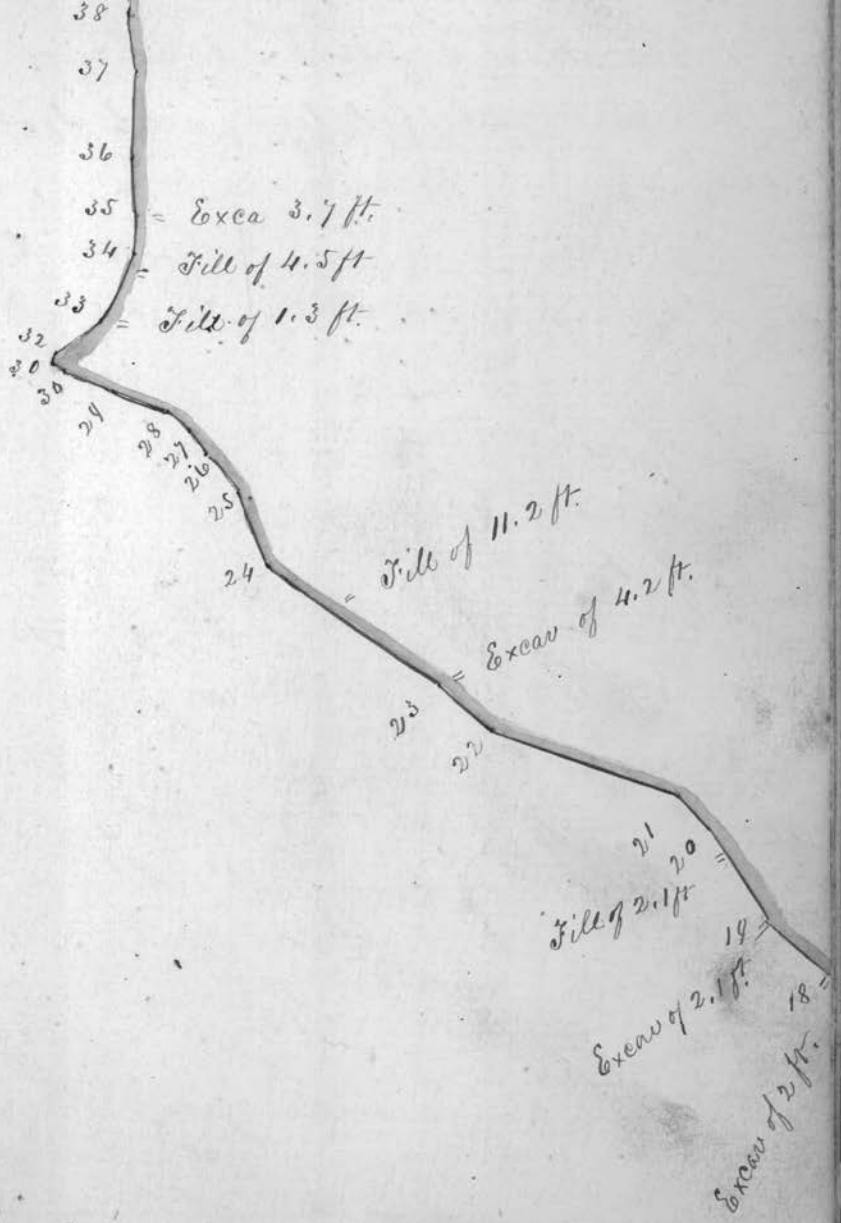 38
37
36
35 = Exca 3.7 ft.
34 = Fill of 4.5 ft
33 = Fill of 1.3 ft.
32
30
30
29
28
27
26
25
24 = Fill of 11.2 ft.
23 = Excav of 4.2 ft.
22
21
20 =
Fill of 2.1 ft
19 =
Excav of 2.1 ft.
18 =
Excav of 2 ft.